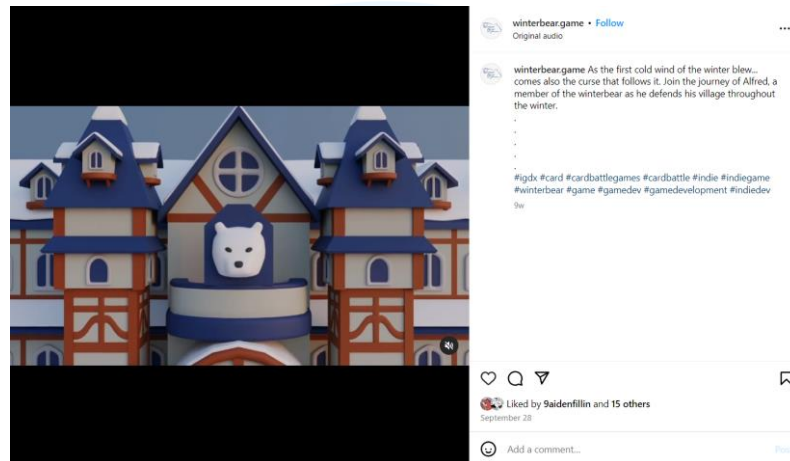 winterbear.game • Follow
Original audio
winterbear.game As the first cold wind of the winter blew...
comes also the curse that follows it. Join the journey of Alfred, a
member of the winterbear as he defends his village throughout
the winter.
.
.
.
.
.
#igdx #card #cardbattlegames #cardbattle #indie #indiegame
#winterbear #game #gamedev #gamedevelopment #indiedev
9w
Liked by 9aidenfillin and 15 others
September 28
Add a comment...